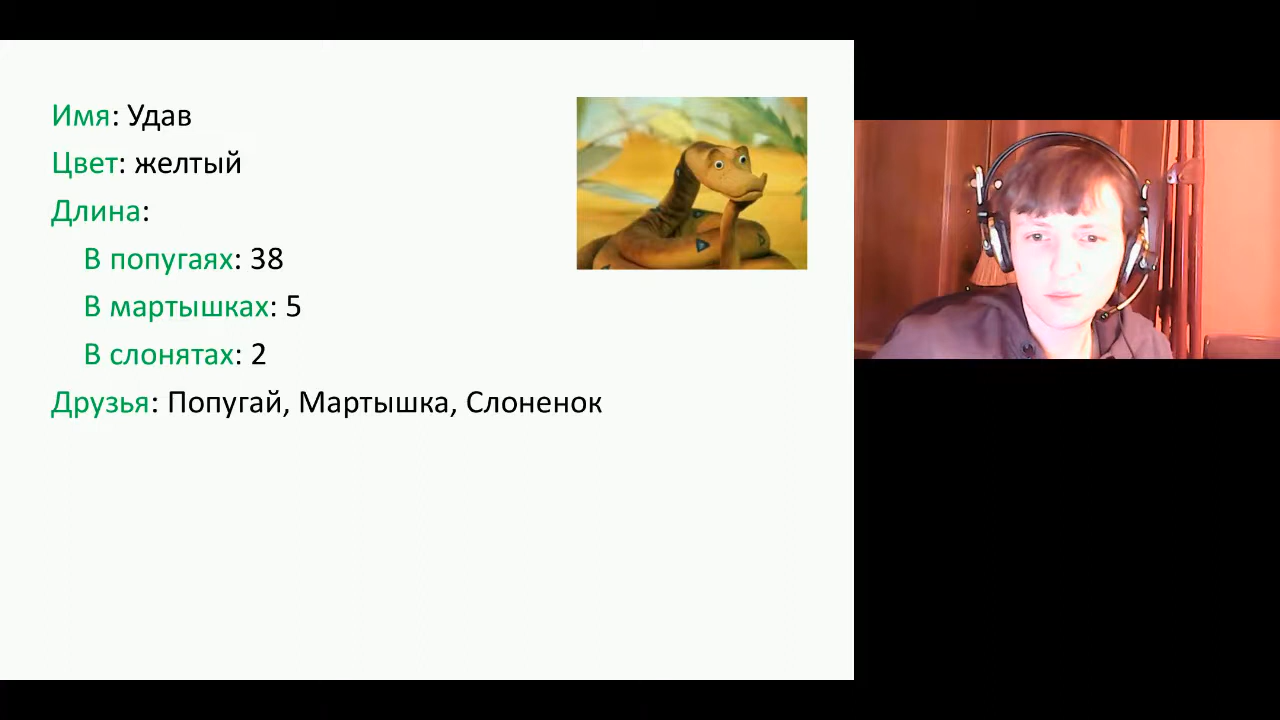 Имя: Удав
Цвет: желтый
Длина:
В попугаях: 38
В мартышках: 5
В слонятах: 2
Друзья: Попугай, Мартышка, Слоненок